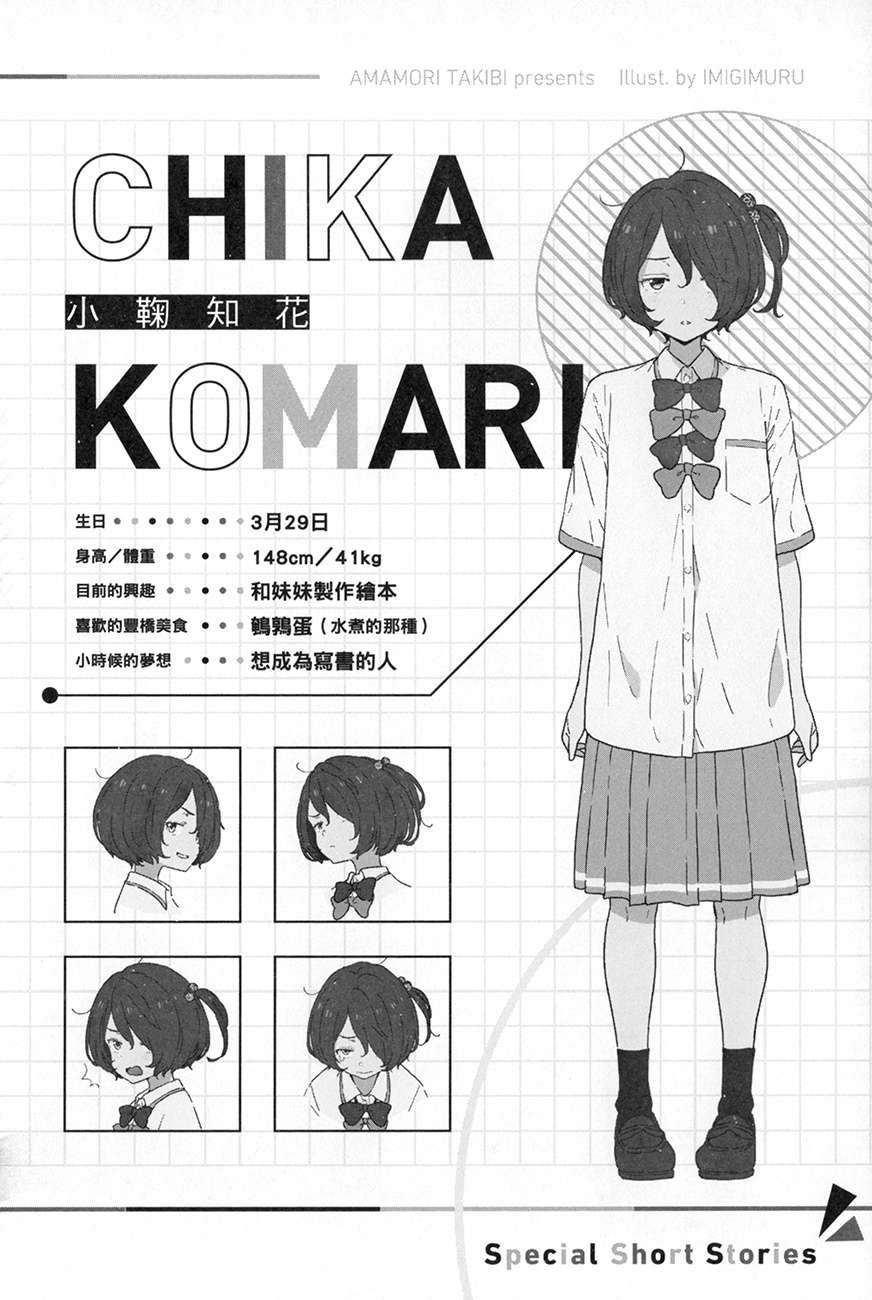 AMAMORI TAKIBI presents Illust. by IMIGIMURU
CHIKA
小鞠知花
KOMARI
生日 3月29日
身高／體重 148cm／41kg
目前的興趣 和妹妹製作繪本
喜歡的豐橋美食 鵪鶉蛋（水煮的那種）
小時候的夢想 想成為寫書的人
Special Short Stories